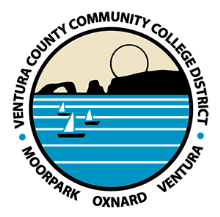 VENTURA COUNTY COMMUNITY COLLEGE DISTRICT
• MOORPARK OXNARD VENTURA •